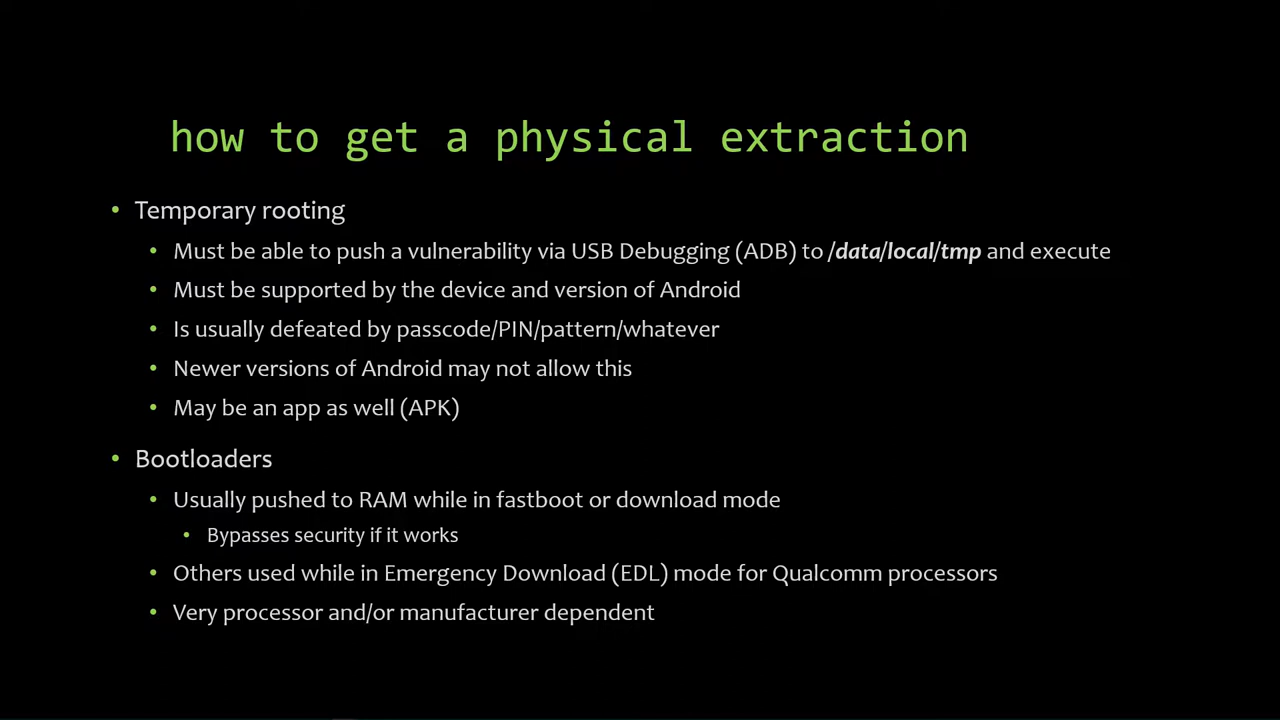 how to get a physical extraction
• Temporary rooting
• Must be able to push a vulnerability via USB Debugging (ADB) to /data/local/tmp and execute
• Must be supported by the device and version of Android
• Is usually defeated by passcode/PIN/pattern/whatever
• Newer versions of Android may not allow this
• May be an app as well (APK)
• Bootloaders
• Usually pushed to RAM while in fastboot or download mode
• Bypasses security if it works
• Others used while in Emergency Download (EDL) mode for Qualcomm processors
• Very processor and/or manufacturer dependent